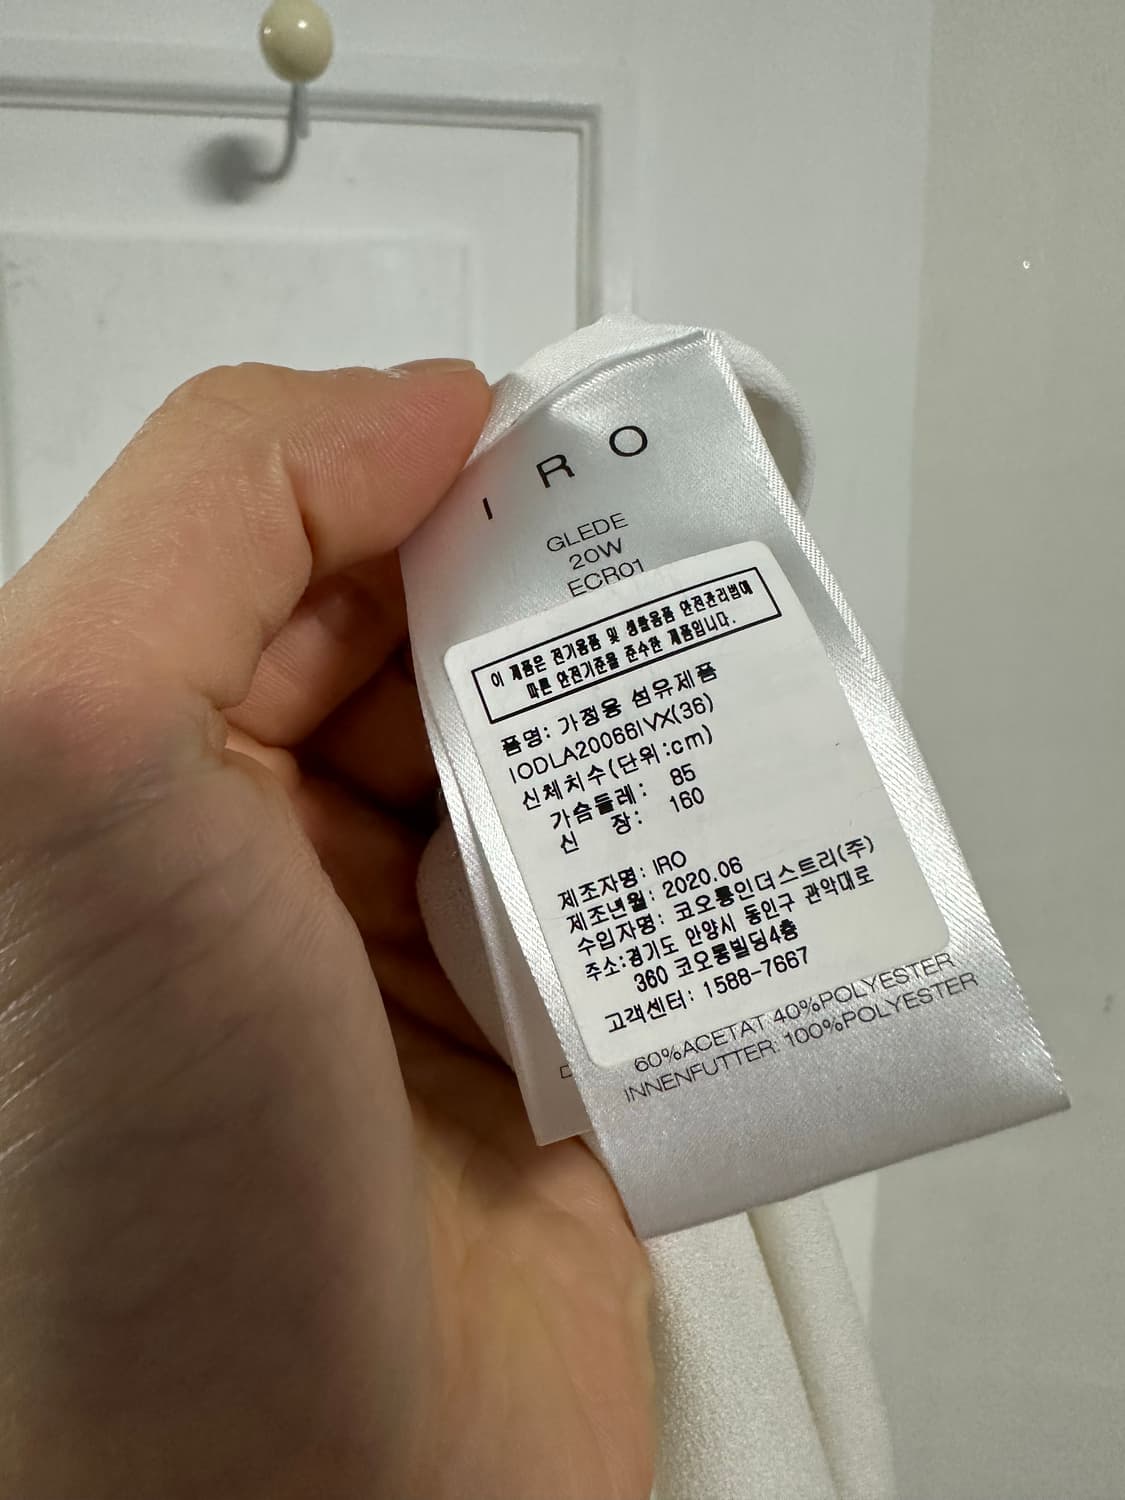 IRO
GLEDE
20W
ECR01
이 제품은 전기용품 및 생활용품 안전관리법에
따른 안전기준을 준수한 제품입니다.
품명: 가정용 섬유제품
IODLA20066IVX(36)
신체치수(단위:cm)
가슴둘레: 85
신 장: 160
제조자명: IRO
제조년월: 2020.06
수입자명: 코오롱인더스트리(주)
주소:경기도 안양시 동안구 관악대로
360 코오롱빌딩4층
고객센터: 1588-7667
60%ACETAT 40%POLYESTER
INNENFUTTER: 100%POLYESTER